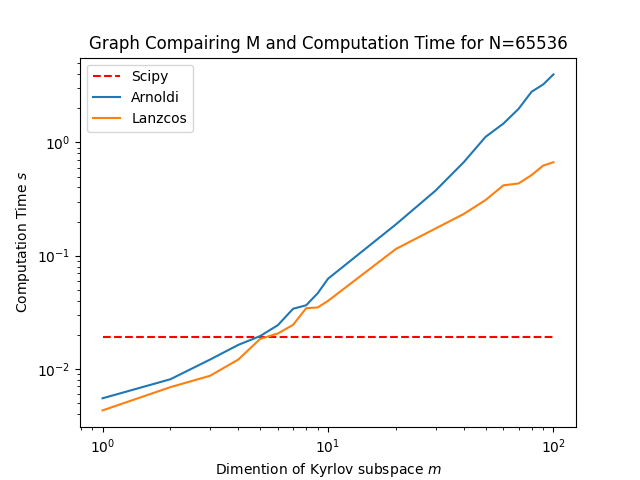 Graph Compairing M and Computation Time for N=65536
Scipy
Arnoldi
Lanzcos
Computation Time s
10⁰
10⁻¹
10⁻²
10⁰
10¹
10²
Dimention of Kyrlov subspace m